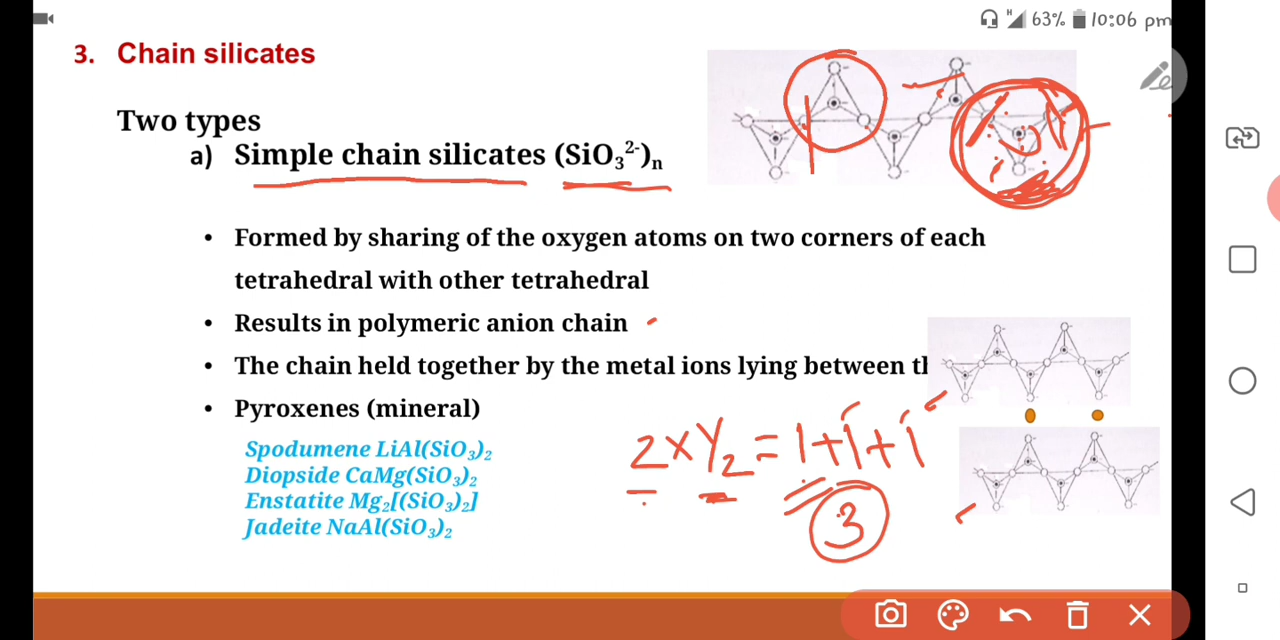 63% 10:06 pm
3. Chain silicates
Two types
a) Simple chain silicates (SiO₃²⁻)ₙ
• Formed by sharing of the oxygen atoms on two corners of each
tetrahedral with other tetrahedral
• Results in polymeric anion chain
• The chain held together by the metal ions lying between
• Pyroxenes (mineral)
Spodumene LiAl(SiO₃)₂
Diopside CaMg(SiO₃)₂
Enstatite Mg₂[(SiO₃)₂]
Jadeite NaAl(SiO₃)₂
2×1/2 = 1+1+1
3